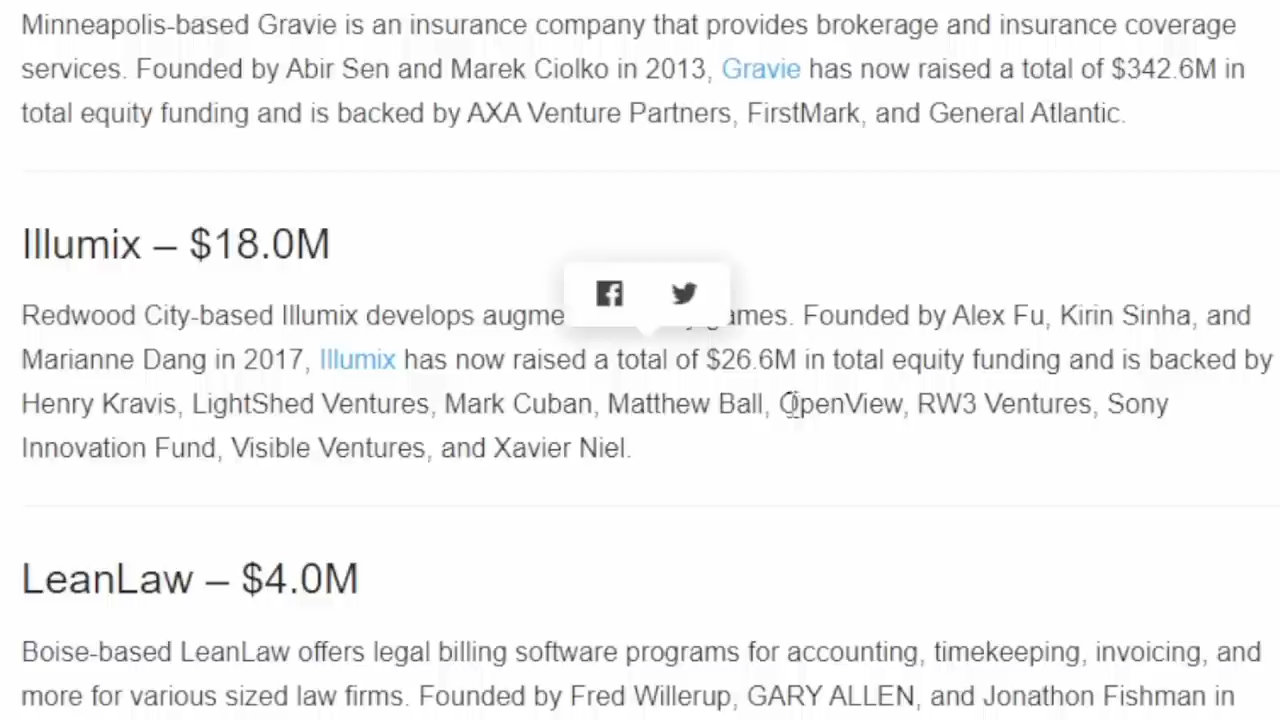 Minneapolis-based Gravie is an insurance company that provides brokerage and insurance coverage
services. Founded by Abir Sen and Marek Ciolko in 2013, Gravie has now raised a total of $342.6M in
total equity funding and is backed by AXA Venture Partners, FirstMark, and General Atlantic.
Illumix – $18.0M
Redwood City-based Illumix develops augme ames. Founded by Alex Fu, Kirin Sinha, and
Marianne Dang in 2017, Illumix has now raised a total of $26.6M in total equity funding and is backed by
Henry Kravis, LightShed Ventures, Mark Cuban, Matthew Ball, OpenView, RW3 Ventures, Sony
Innovation Fund, Visible Ventures, and Xavier Niel.
LeanLaw – $4.0M
Boise-based LeanLaw offers legal billing software programs for accounting, timekeeping, invoicing, and
more for various sized law firms. Founded by Fred Willerup, GARY ALLEN, and Jonathon Fishman in